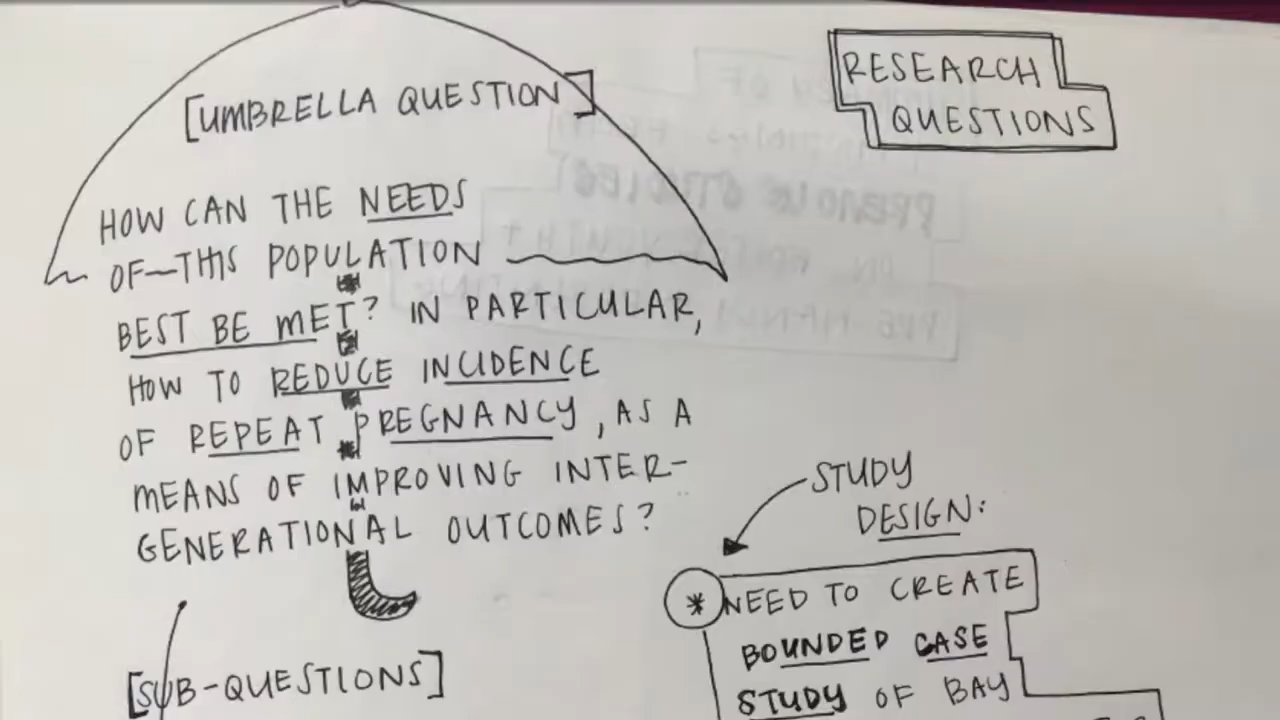 [UMBRELLA QUESTION]
HOW CAN THE NEEDS
OF—THIS POPULATION
BEST BE MET? IN PARTICULAR,
HOW TO REDUCE INCIDENCE
OF REPEAT PREGNANCY, AS A
MEANS OF IMPROVING INTER-
GENERATIONAL OUTCOMES?
[SUB-QUESTIONS]
RESEARCH
QUESTIONS
STUDY
DESIGN:
* NEED TO CREATE
BOUNDED CASE
STUDY OF BAY